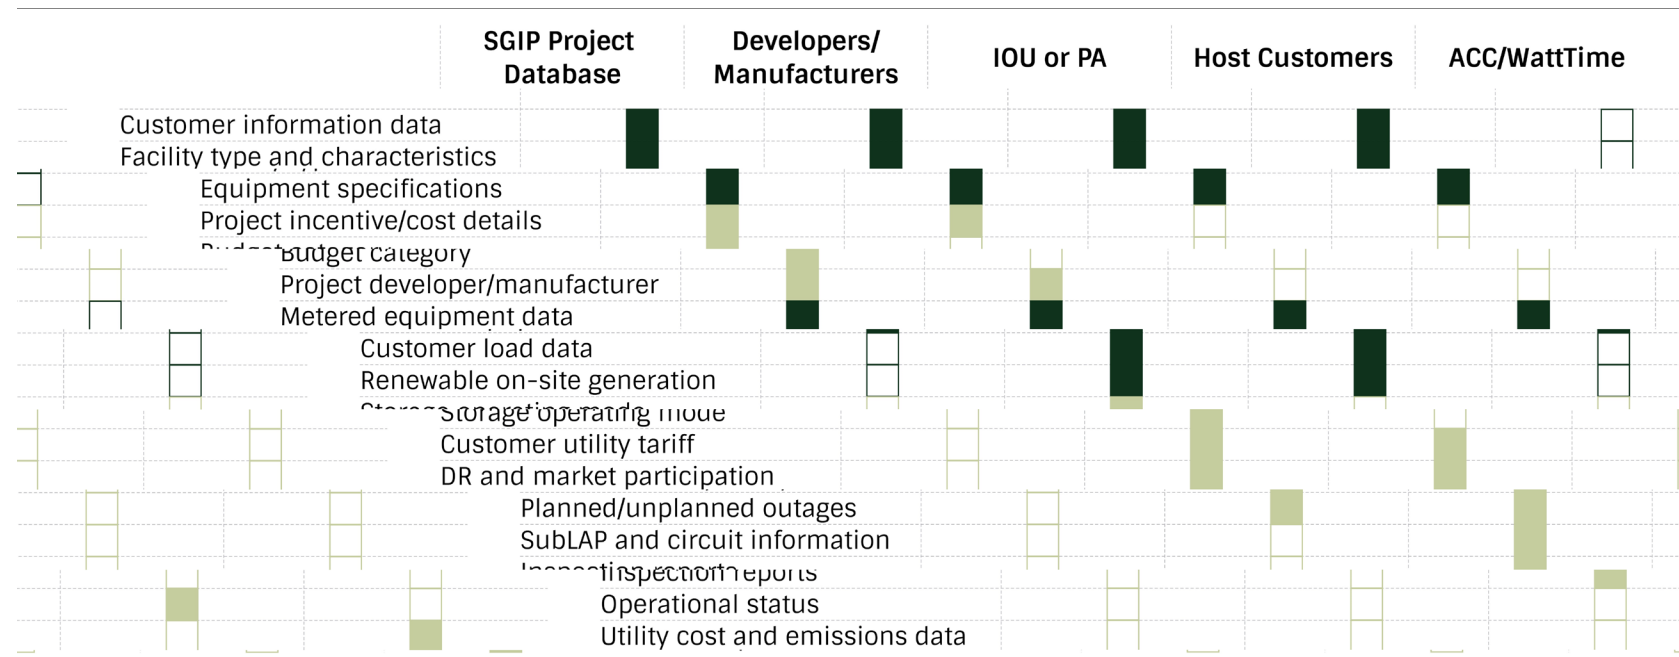 SGIP Project Database
Developers/ Manufacturers
IOU or PA
Host Customers
ACC/WattTime
Customer information data
Facility type and characteristics
Equipment specifications
Project incentive/cost details
Budget category
Project developer/manufacturer
Metered equipment data
Customer load data
Renewable on-site generation
Storage operating mode
Customer utility tariff
DR and market participation
Planned/unplanned outages
SubLAP and circuit information
Inspection reports
Operational status
Utility cost and emissions data